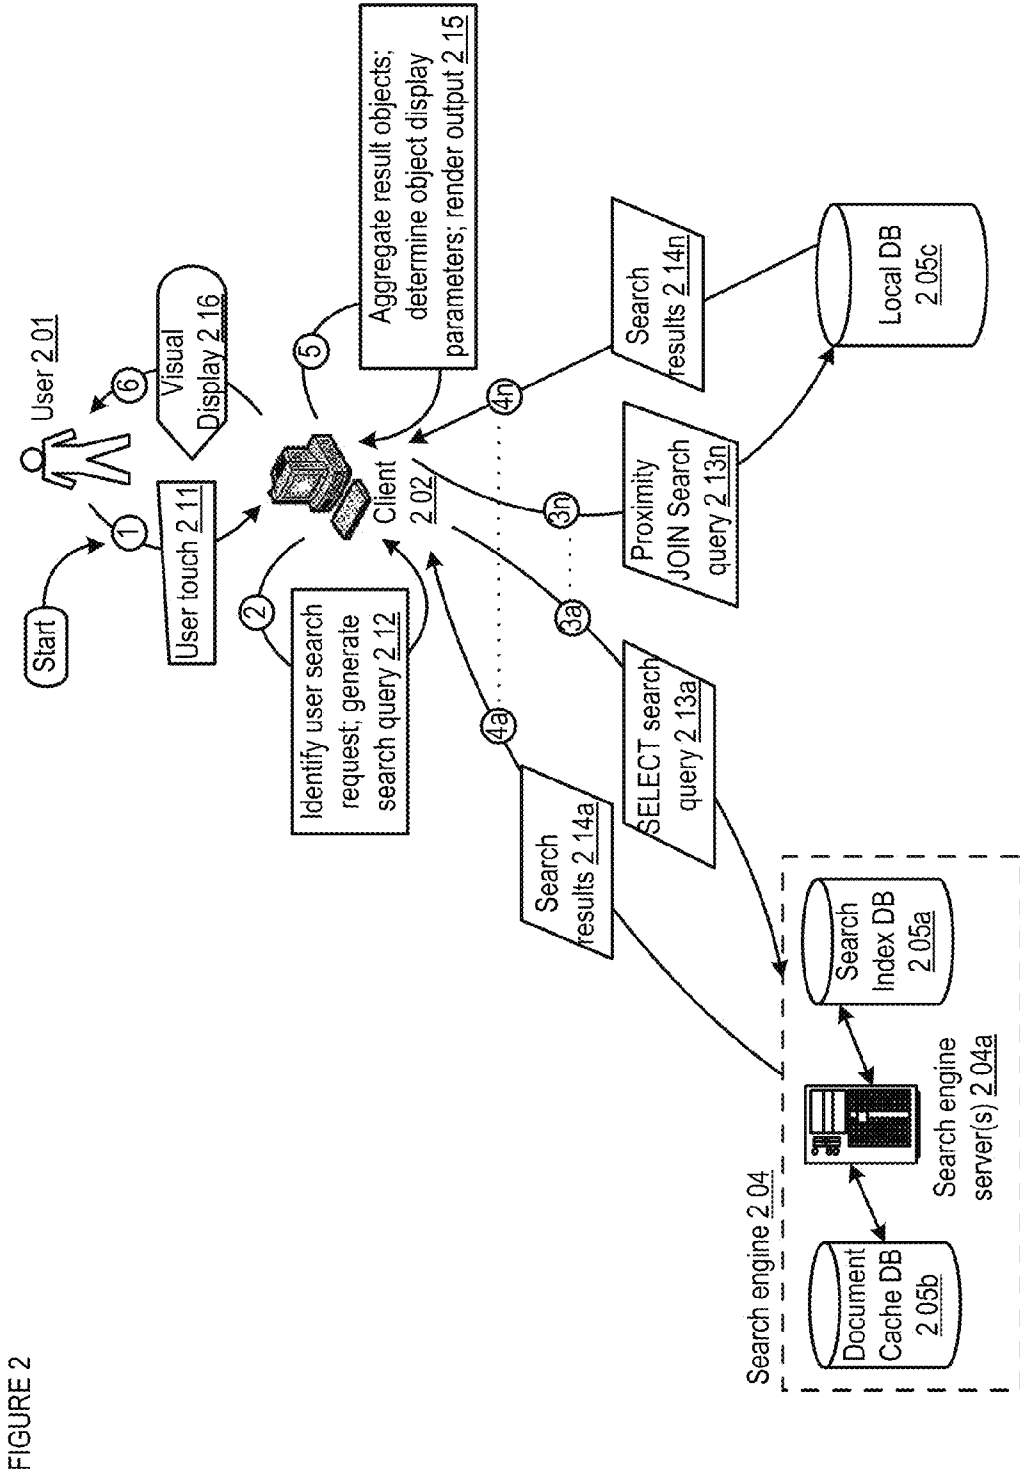 FIGURE 2
Start
1
User touch 2 11
User 2 01
6
Visual
Display 2 16
2
Identify user search
request; generate
search query 2 12
Client
2 02
5
Aggregate result objects;
determine object display
parameters; render output 2 15
4a
4n
3a
3n
Search
results 2 14a
SELECT search
query 2 13a
Proximity
JOIN Search
query 2 13n
Search
results 2 14n
Local DB
2 05c
Search engine 2 04
Document
Cache DB
2 05b
Search engine
server(s) 2 04a
Search
Index DB
2 05a